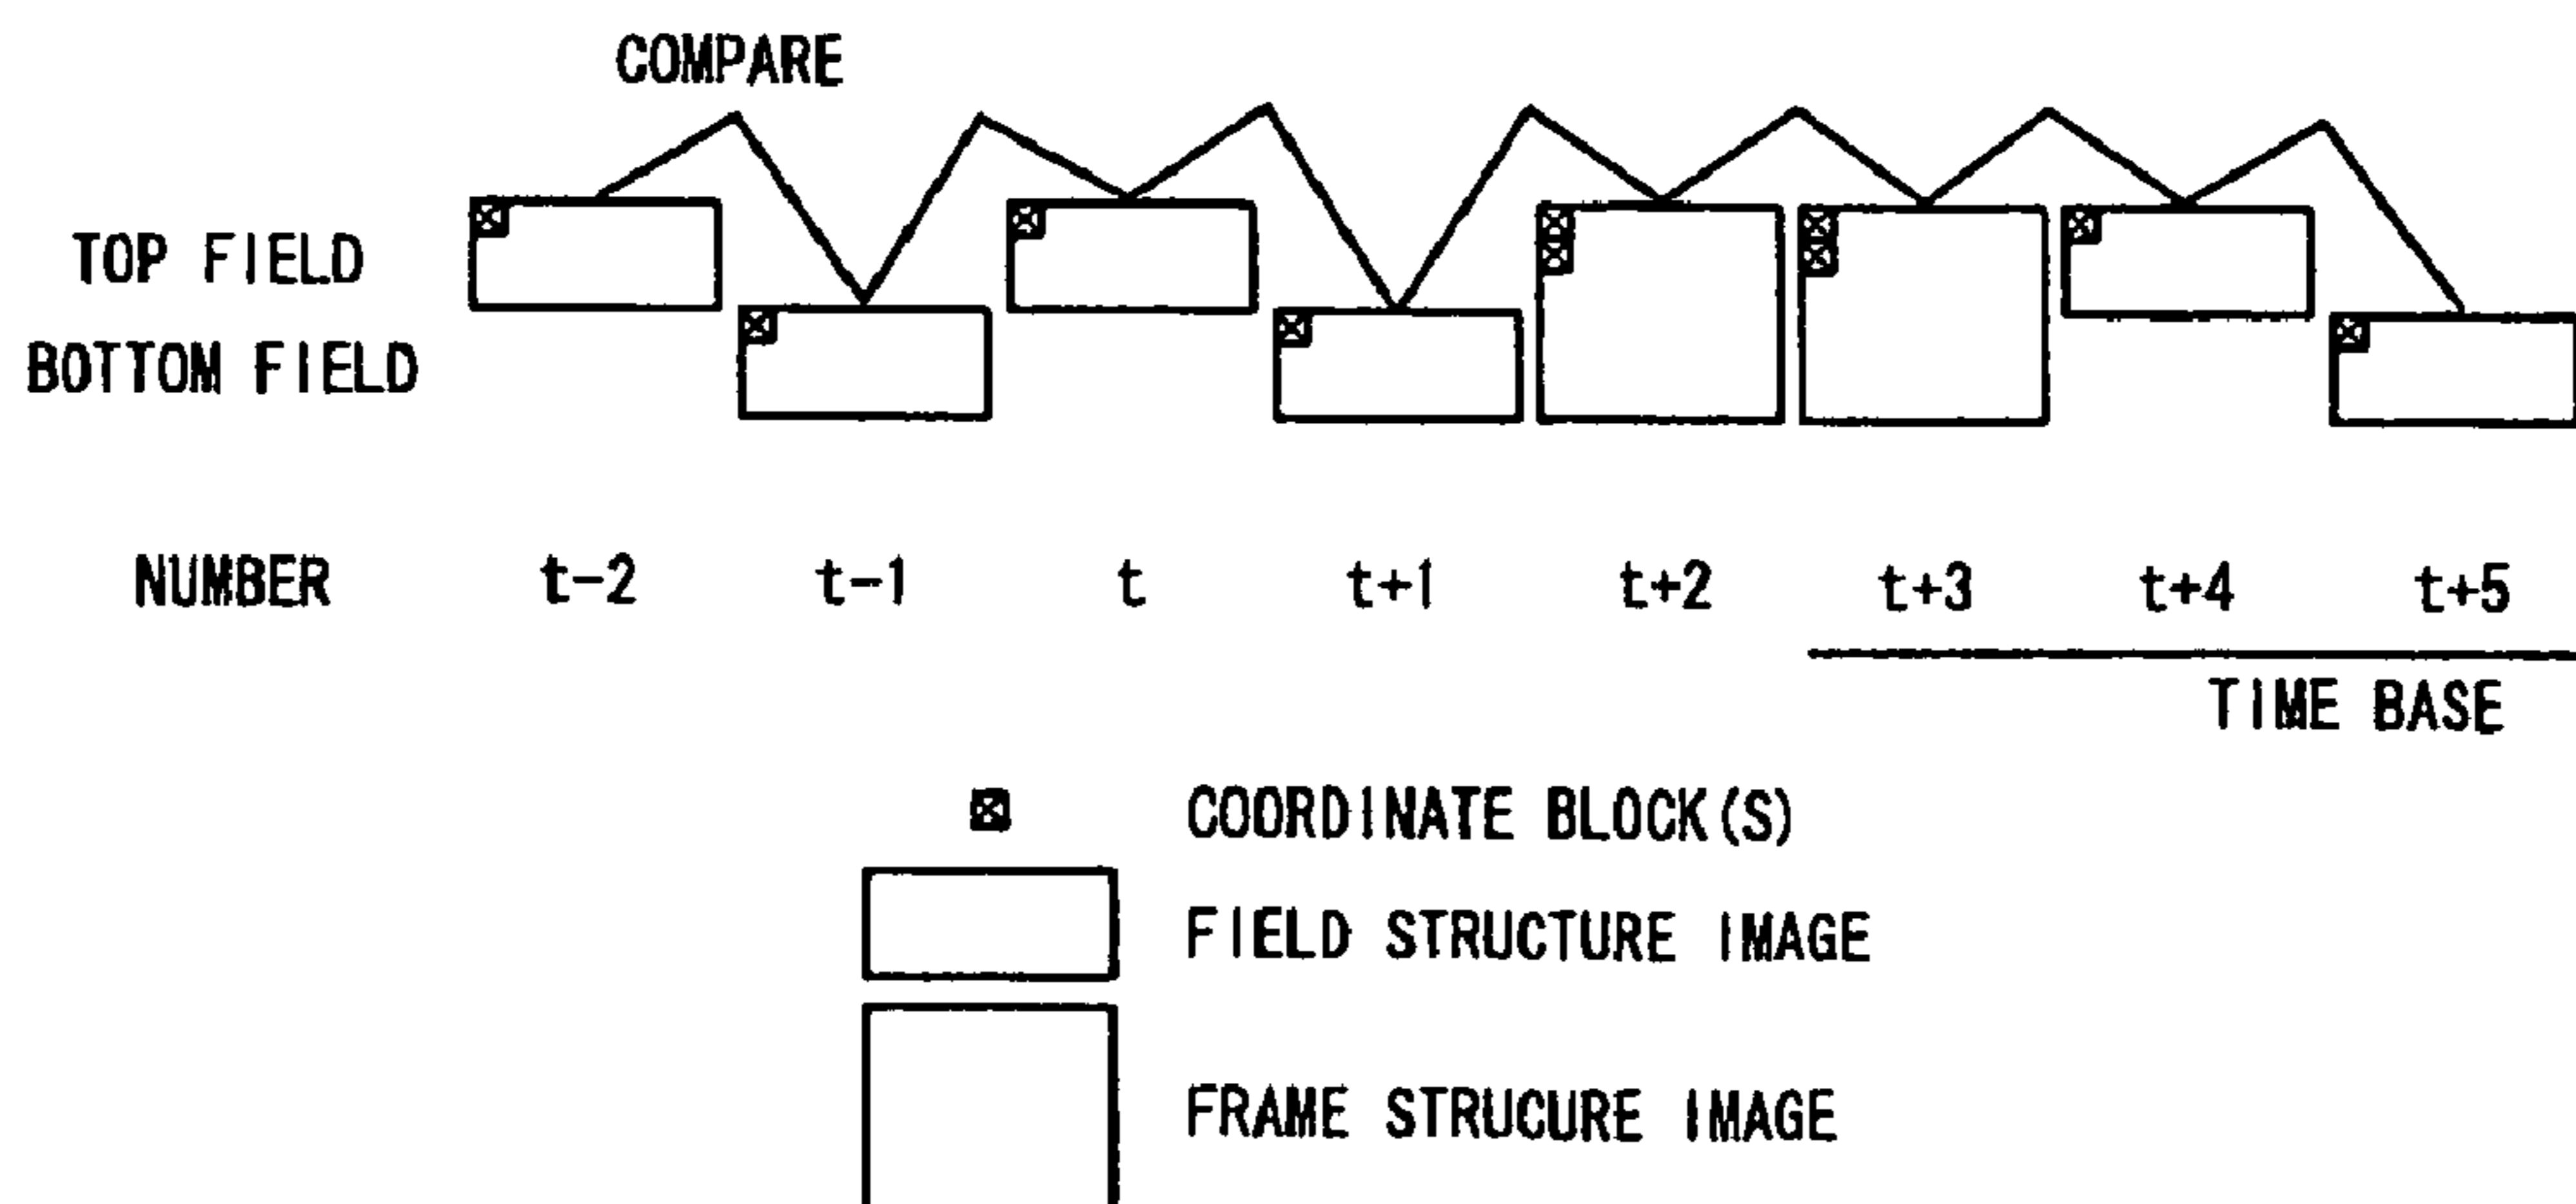 COMPARE
TOP FIELD
BOTTOM FIELD
NUMBER t-2 t-1 t t+1 t+2 t+3 t+4 t+5
TIME BASE
COORDINATE BLOCK(S)
FIELD STRUCTURE IMAGE
FRAME STRUCURE IMAGE